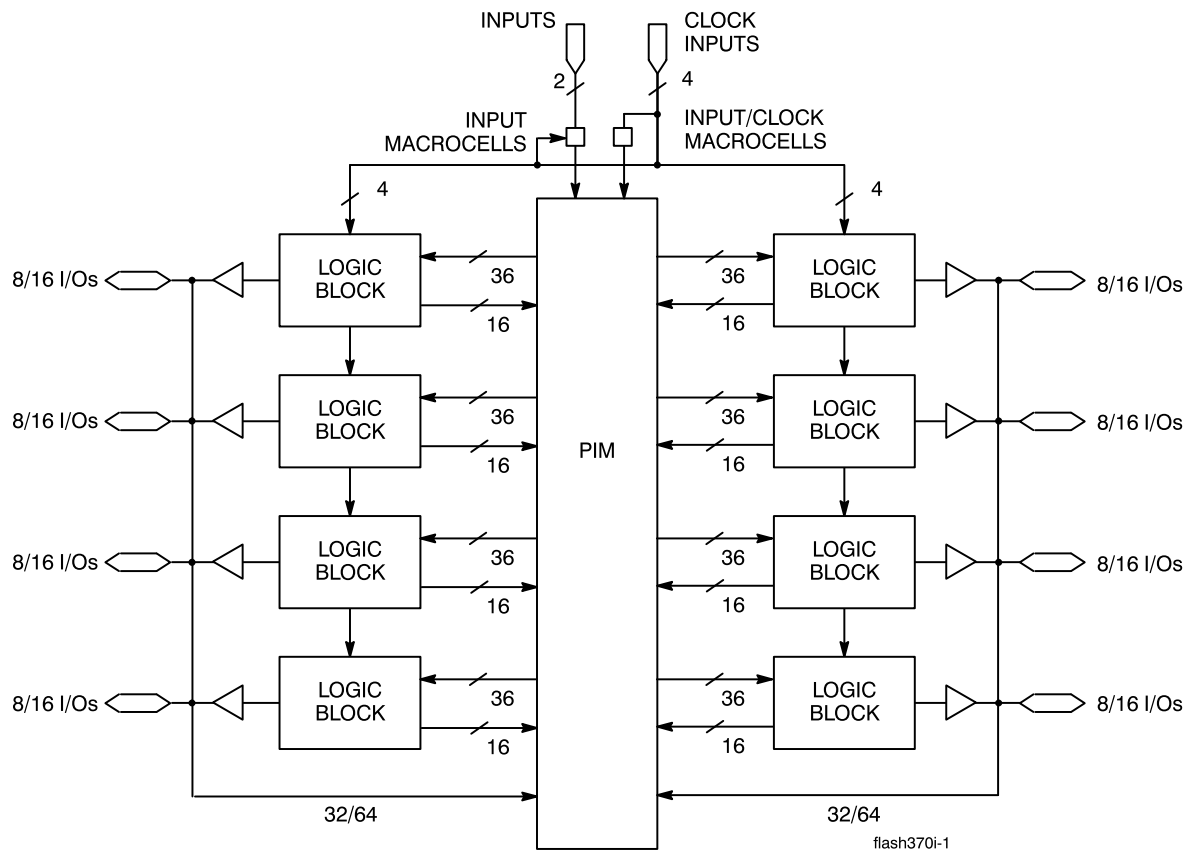 INPUTS
CLOCK
INPUTS
2
4
INPUT
MACROCELLS
INPUT/CLOCK
MACROCELLS
4
4
8/16 I/Os
LOGIC
BLOCK
36
16
36
16
LOGIC
BLOCK
8/16 I/Os
8/16 I/Os
LOGIC
BLOCK
36
16
PIM
36
16
LOGIC
BLOCK
8/16 I/Os
8/16 I/Os
LOGIC
BLOCK
36
16
36
16
LOGIC
BLOCK
8/16 I/Os
8/16 I/Os
LOGIC
BLOCK
36
16
36
16
LOGIC
BLOCK
8/16 I/Os
32/64
32/64
flash370i-1